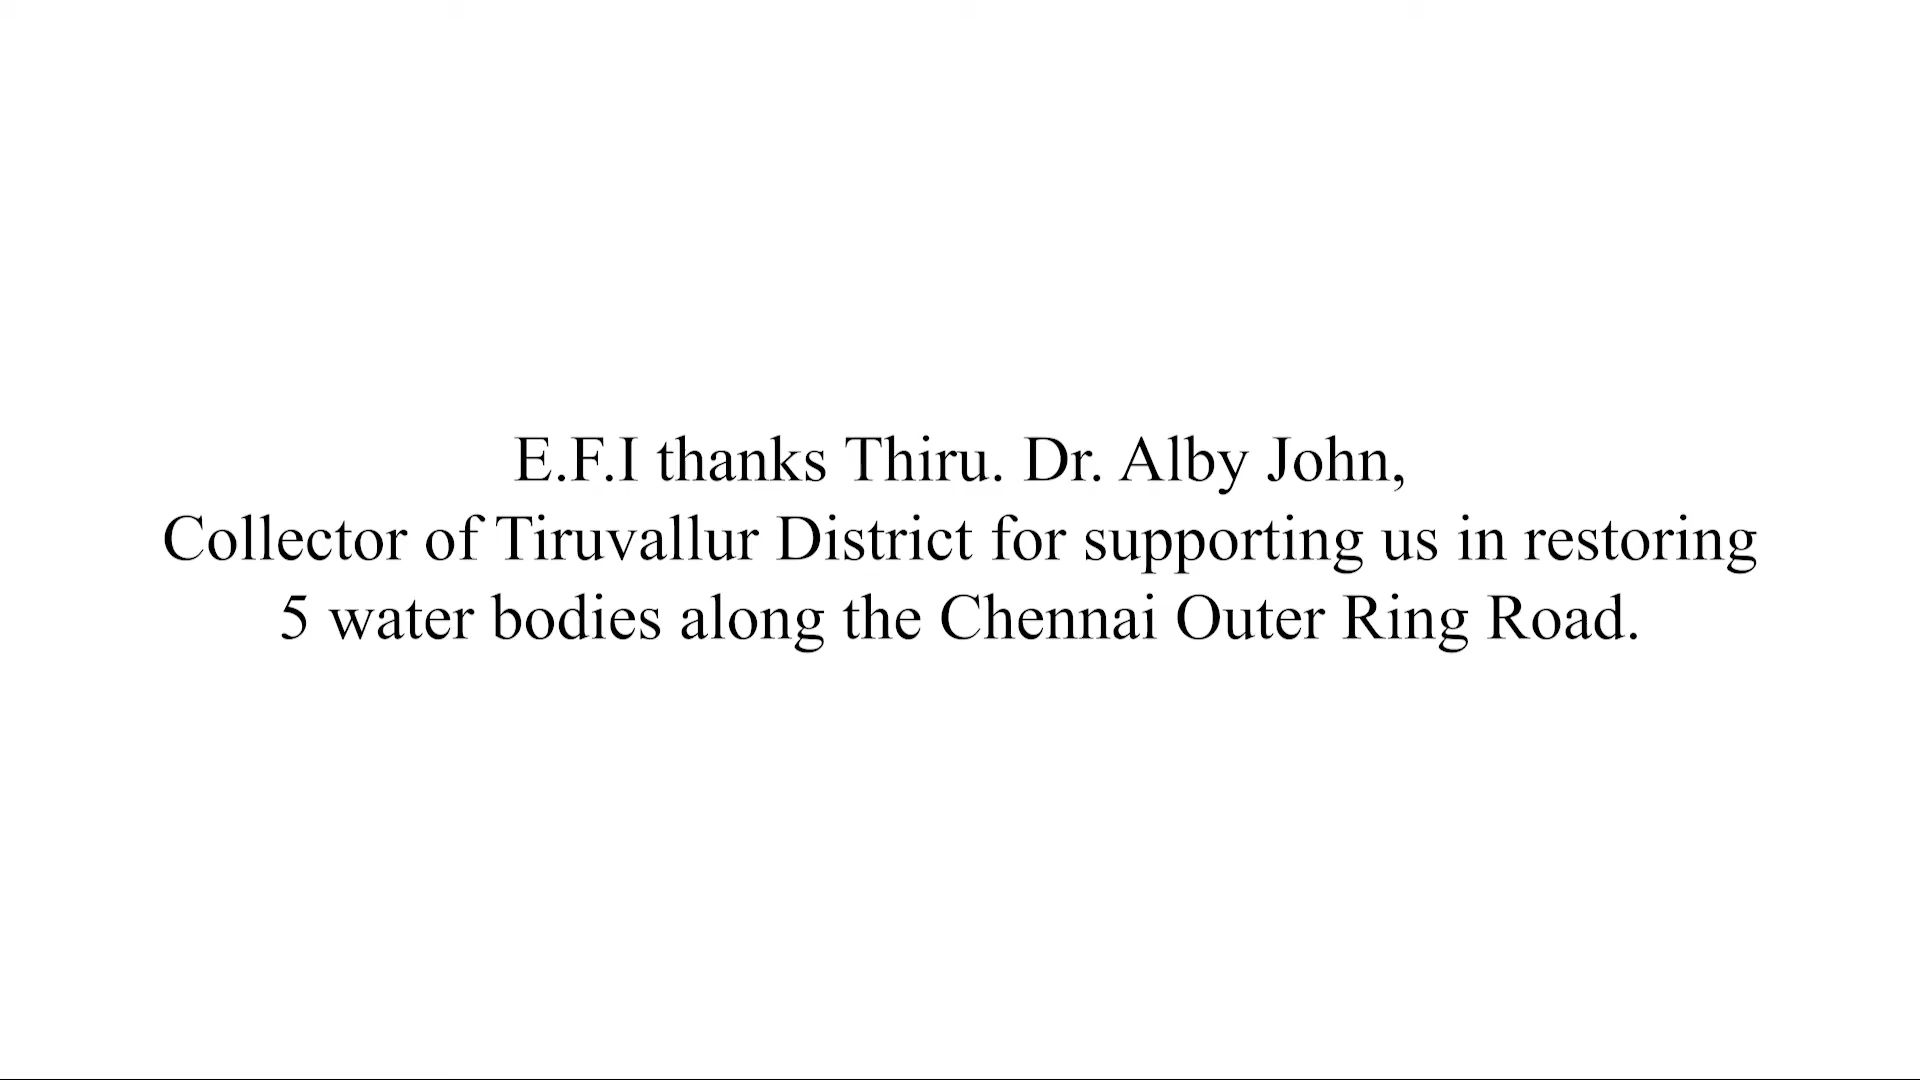 E.F.I thanks Thiru. Dr. Alby John,
Collector of Tiruvallur District for supporting us in restoring
5 water bodies along the Chennai Outer Ring Road.